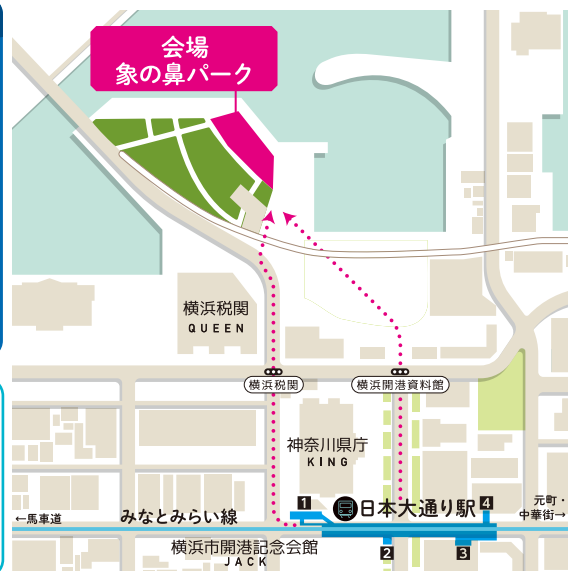 会場
象の鼻パーク
横浜税関
QUEEN
横浜税関
横浜開港資料館
神奈川県庁
KING
1
日本大通り駅
4
元町・
中華街→
←馬車道
みなとみらい線
横浜市開港記念会館
JACK
2
3